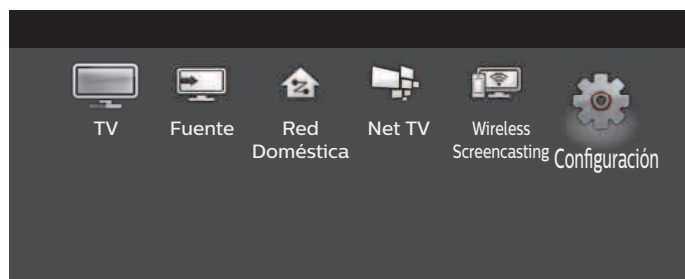 TV
Fuente
Red
Doméstica
Net TV
Wireless
Screencasting
Configuración